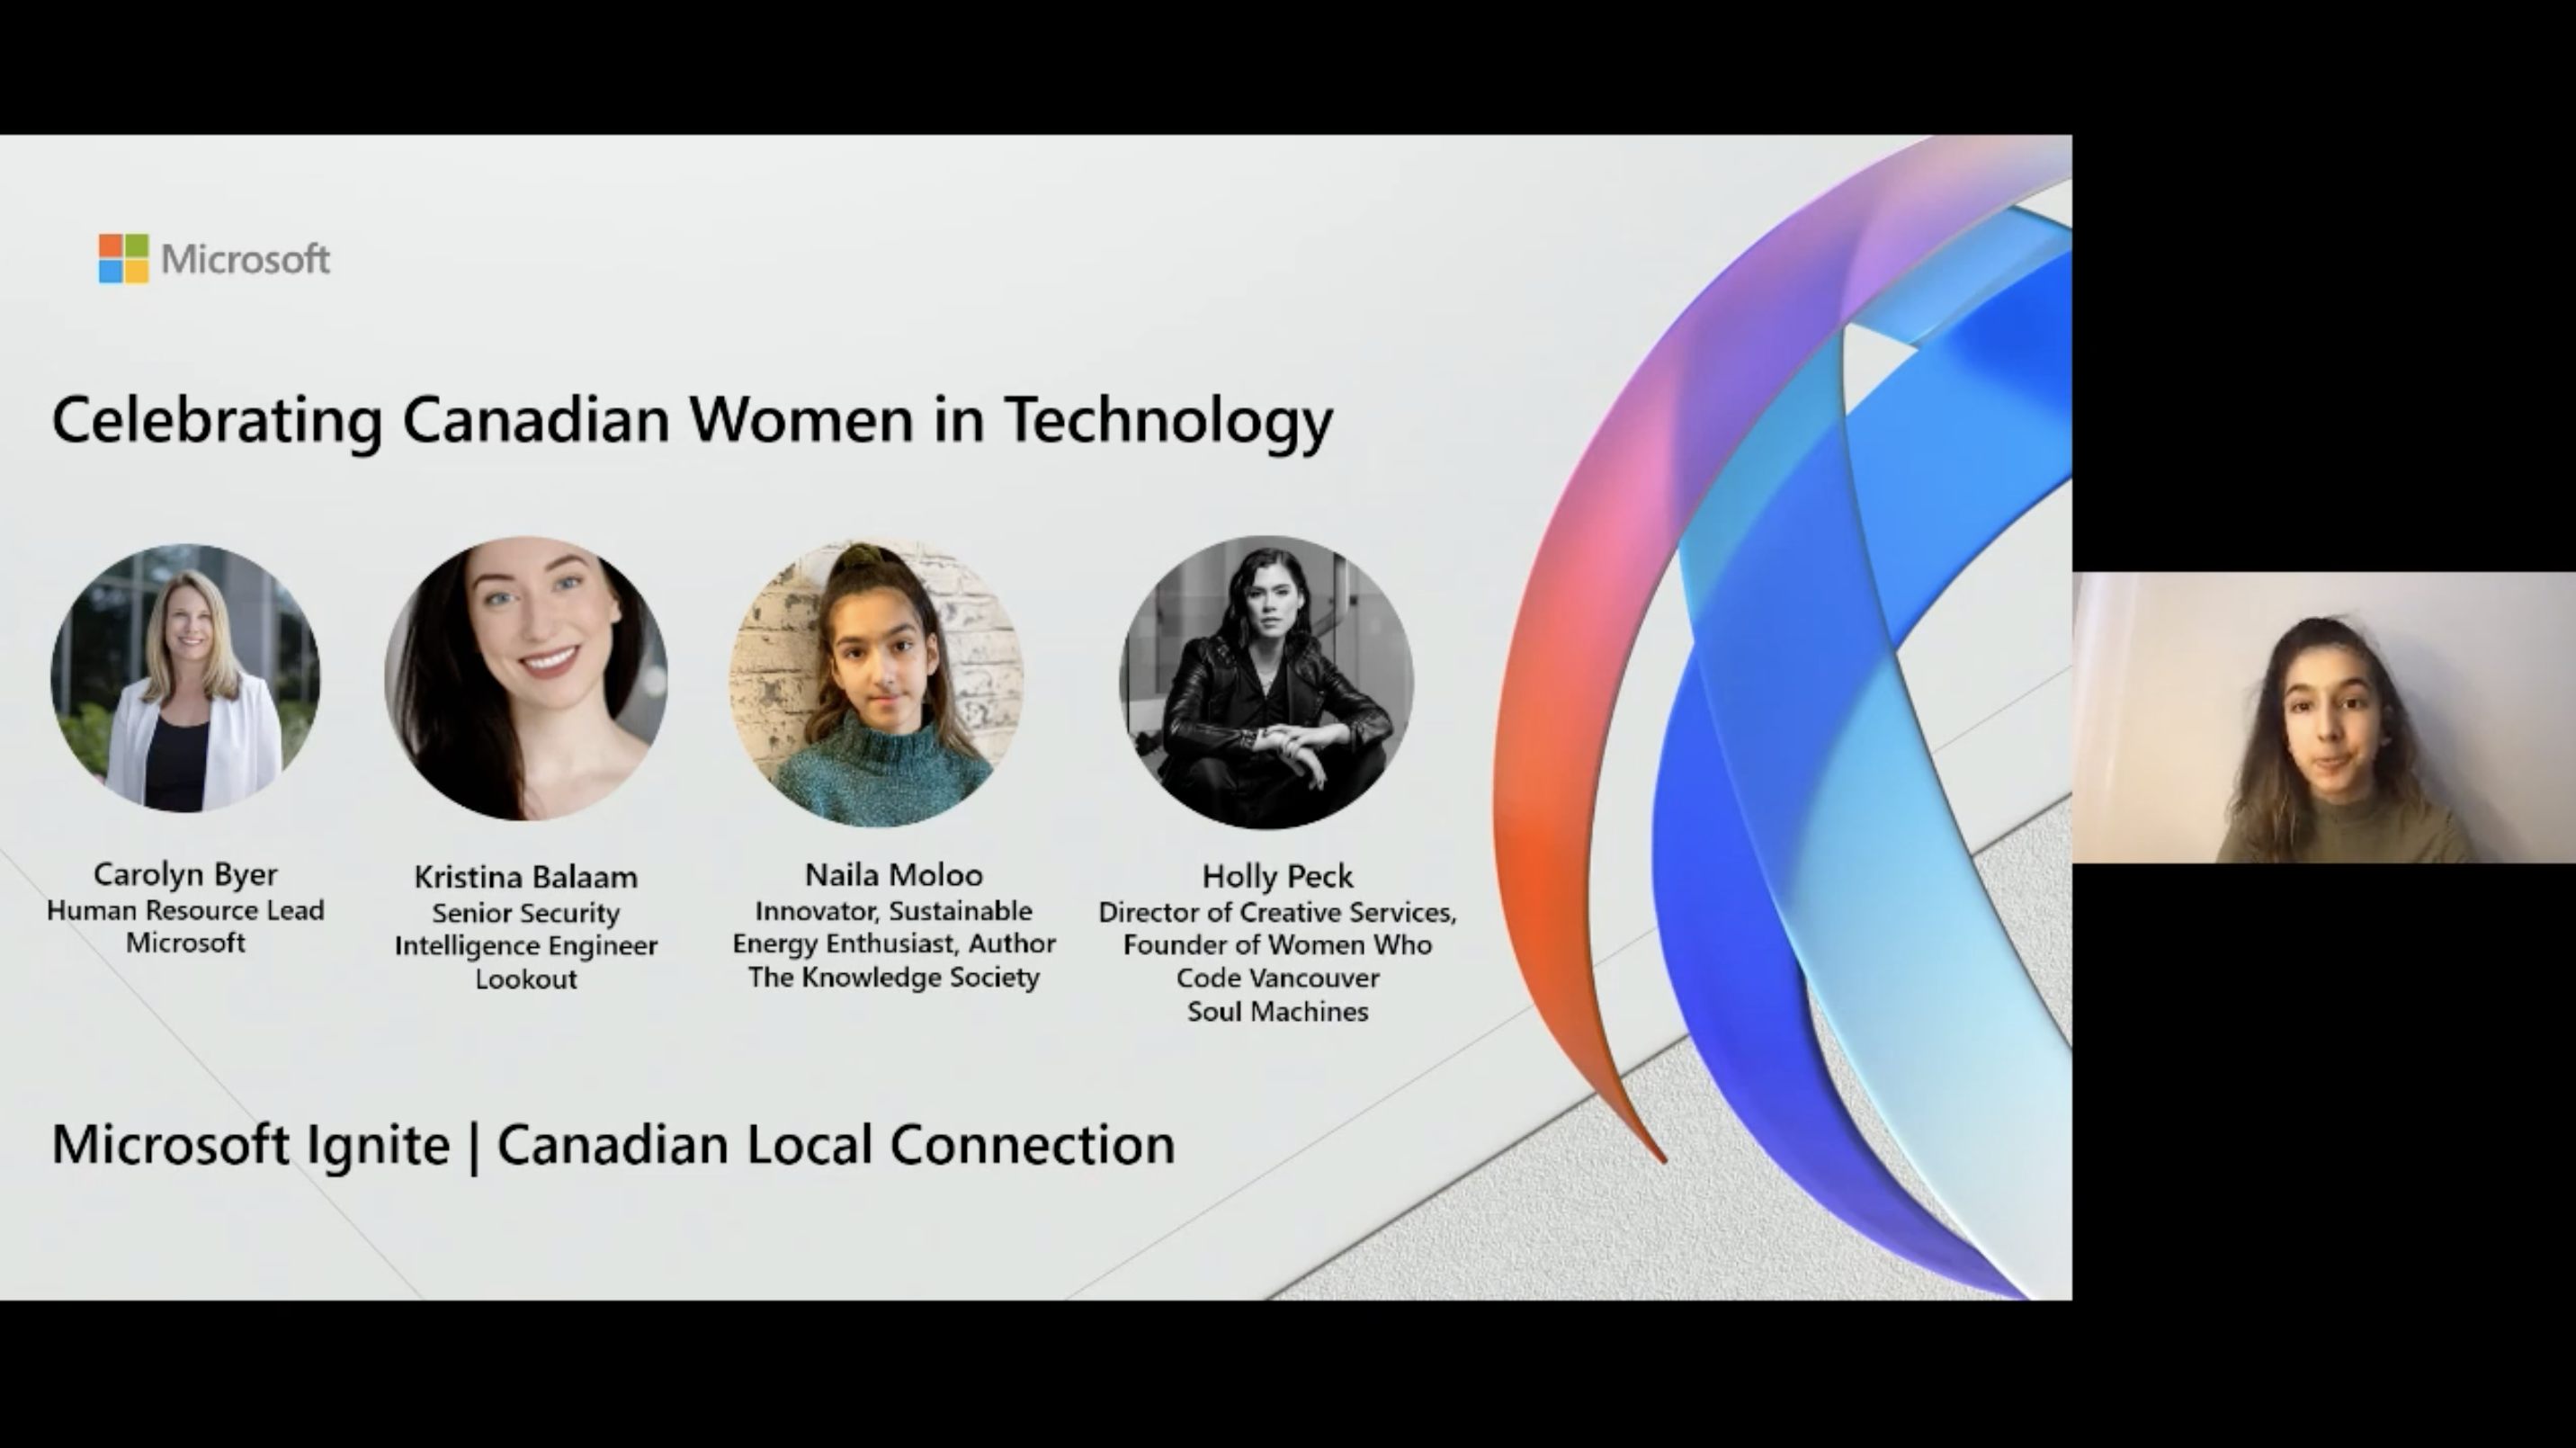 Microsoft
Celebrating Canadian Women in Technology
Carolyn Byer
Human Resource Lead
Microsoft
Kristina Balaam
Senior Security
Intelligence Engineer
Lookout
Naila Moloo
Innovator, Sustainable
Energy Enthusiast, Author
The Knowledge Society
Holly Peck
Director of Creative Services,
Founder of Women Who
Code Vancouver
Soul Machines
Microsoft Ignite | Canadian Local Connection